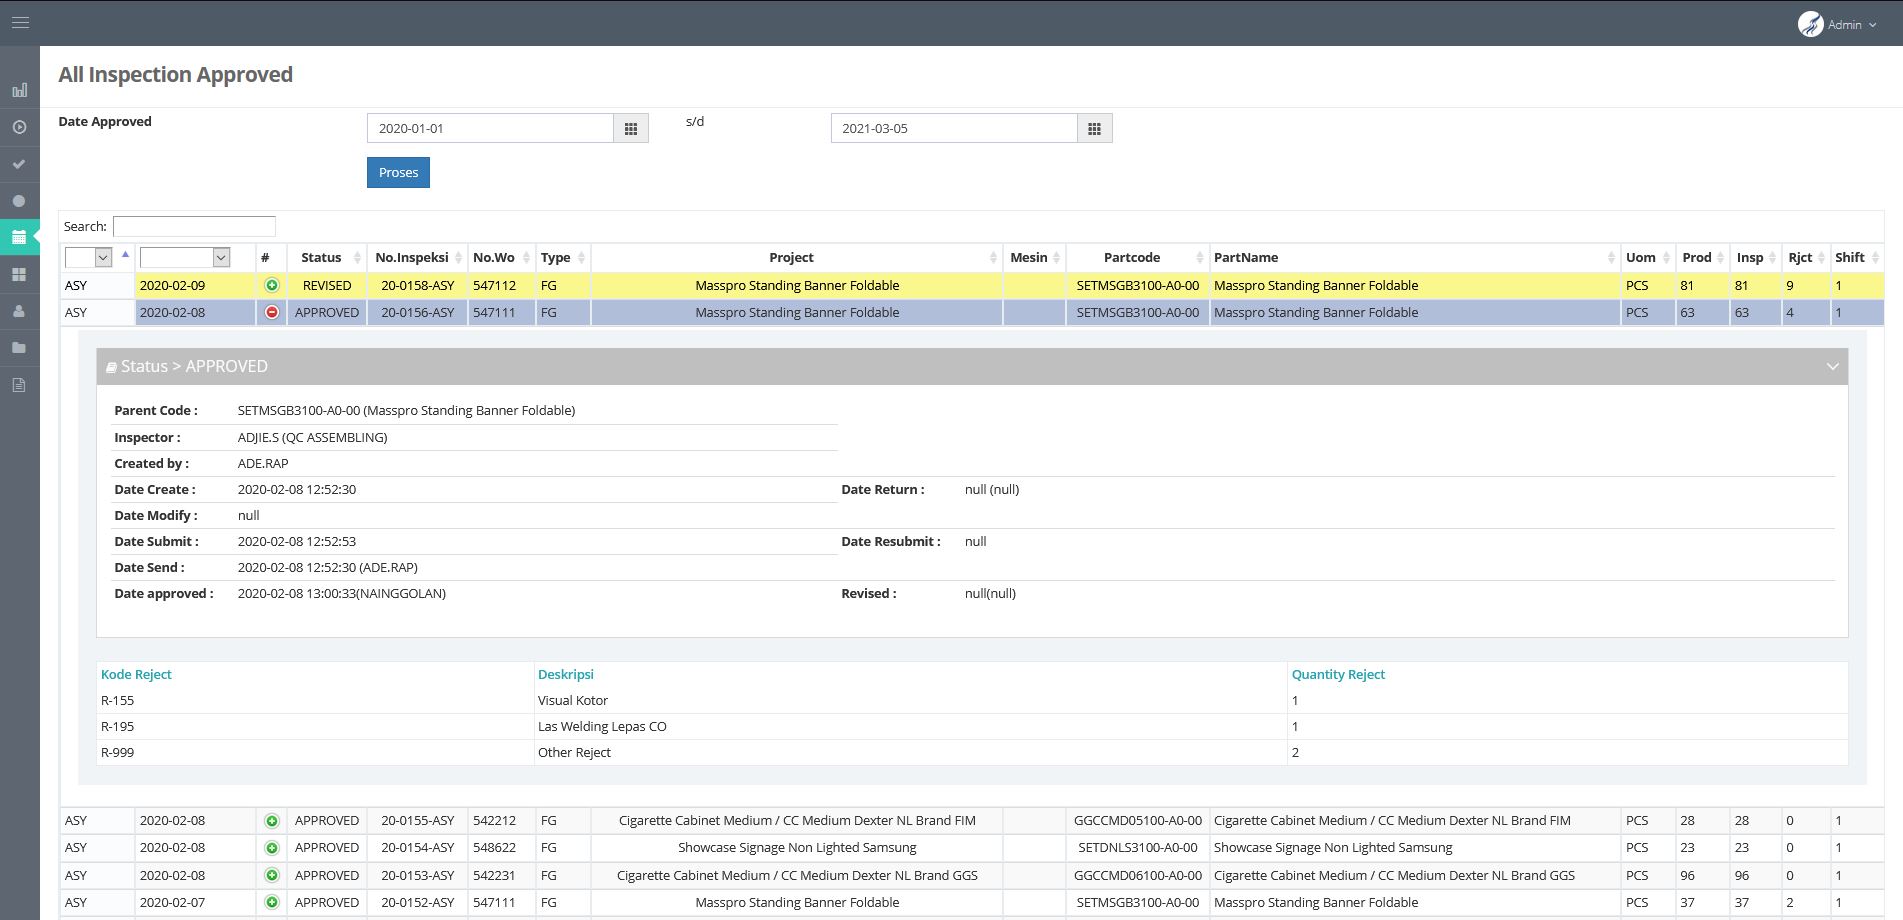 Admin
All Inspection Approved
Date Approved 2020-01-01 s/d 2021-03-05
Proses
Search:
# Status No.Inspeksi No.Wo Type Project Mesin Partcode PartName Uom Prod Insp Rjct Shift
ASY 2020-02-09 REVISED 20-0158-ASY 547112 FG Masspro Standing Banner Foldable SETMSGB3100-A0-00 Masspro Standing Banner Foldable PCS 81 81 9 1
ASY 2020-02-08 APPROVED 20-0156-ASY 547111 FG Masspro Standing Banner Foldable SETMSGB3100-A0-00 Masspro Standing Banner Foldable PCS 63 63 4 1
Status > APPROVED
Parent Code : SETMSGB3100-A0-00 (Masspro Standing Banner Foldable)
Inspector : ADJIE.S (QC ASSEMBLING)
Created by : ADE.RAP
Date Create : 2020-02-08 12:52:30 Date Return : null (null)
Date Modify : null
Date Submit : 2020-02-08 12:52:53 Date Resubmit : null
Date Send : 2020-02-08 12:52:30 (ADE.RAP)
Date approved : 2020-02-08 13:00:33(NAINGGOLAN) Revised : null(null)
Kode Reject Deskripsi Quantity Reject
R-155 Visual Kotor 1
R-195 Las Welding Lepas CO 1
R-999 Other Reject 2
ASY 2020-02-08 APPROVED 20-0155-ASY 542212 FG Cigarette Cabinet Medium / CC Medium Dexter NL Brand FIM GGCCMD05100-A0-00 Cigarette Cabinet Medium / CC Medium Dexter NL Brand FIM PCS 28 28 0 1
ASY 2020-02-08 APPROVED 20-0154-ASY 548622 FG Showcase Signage Non Lighted Samsung SETDNLS3100-A0-00 Showcase Signage Non Lighted Samsung PCS 23 23 0 1
ASY 2020-02-08 APPROVED 20-0153-ASY 542231 FG Cigarette Cabinet Medium / CC Medium Dexter NL Brand GGS GGCCMD06100-A0-00 Cigarette Cabinet Medium / CC Medium Dexter NL Brand GGS PCS 96 96 0 1
ASY 2020-02-07 APPROVED 20-0152-ASY 547111 FG Masspro Standing Banner Foldable SETMSGB3100-A0-00 Masspro Standing Banner Foldable PCS 37 37 2 1